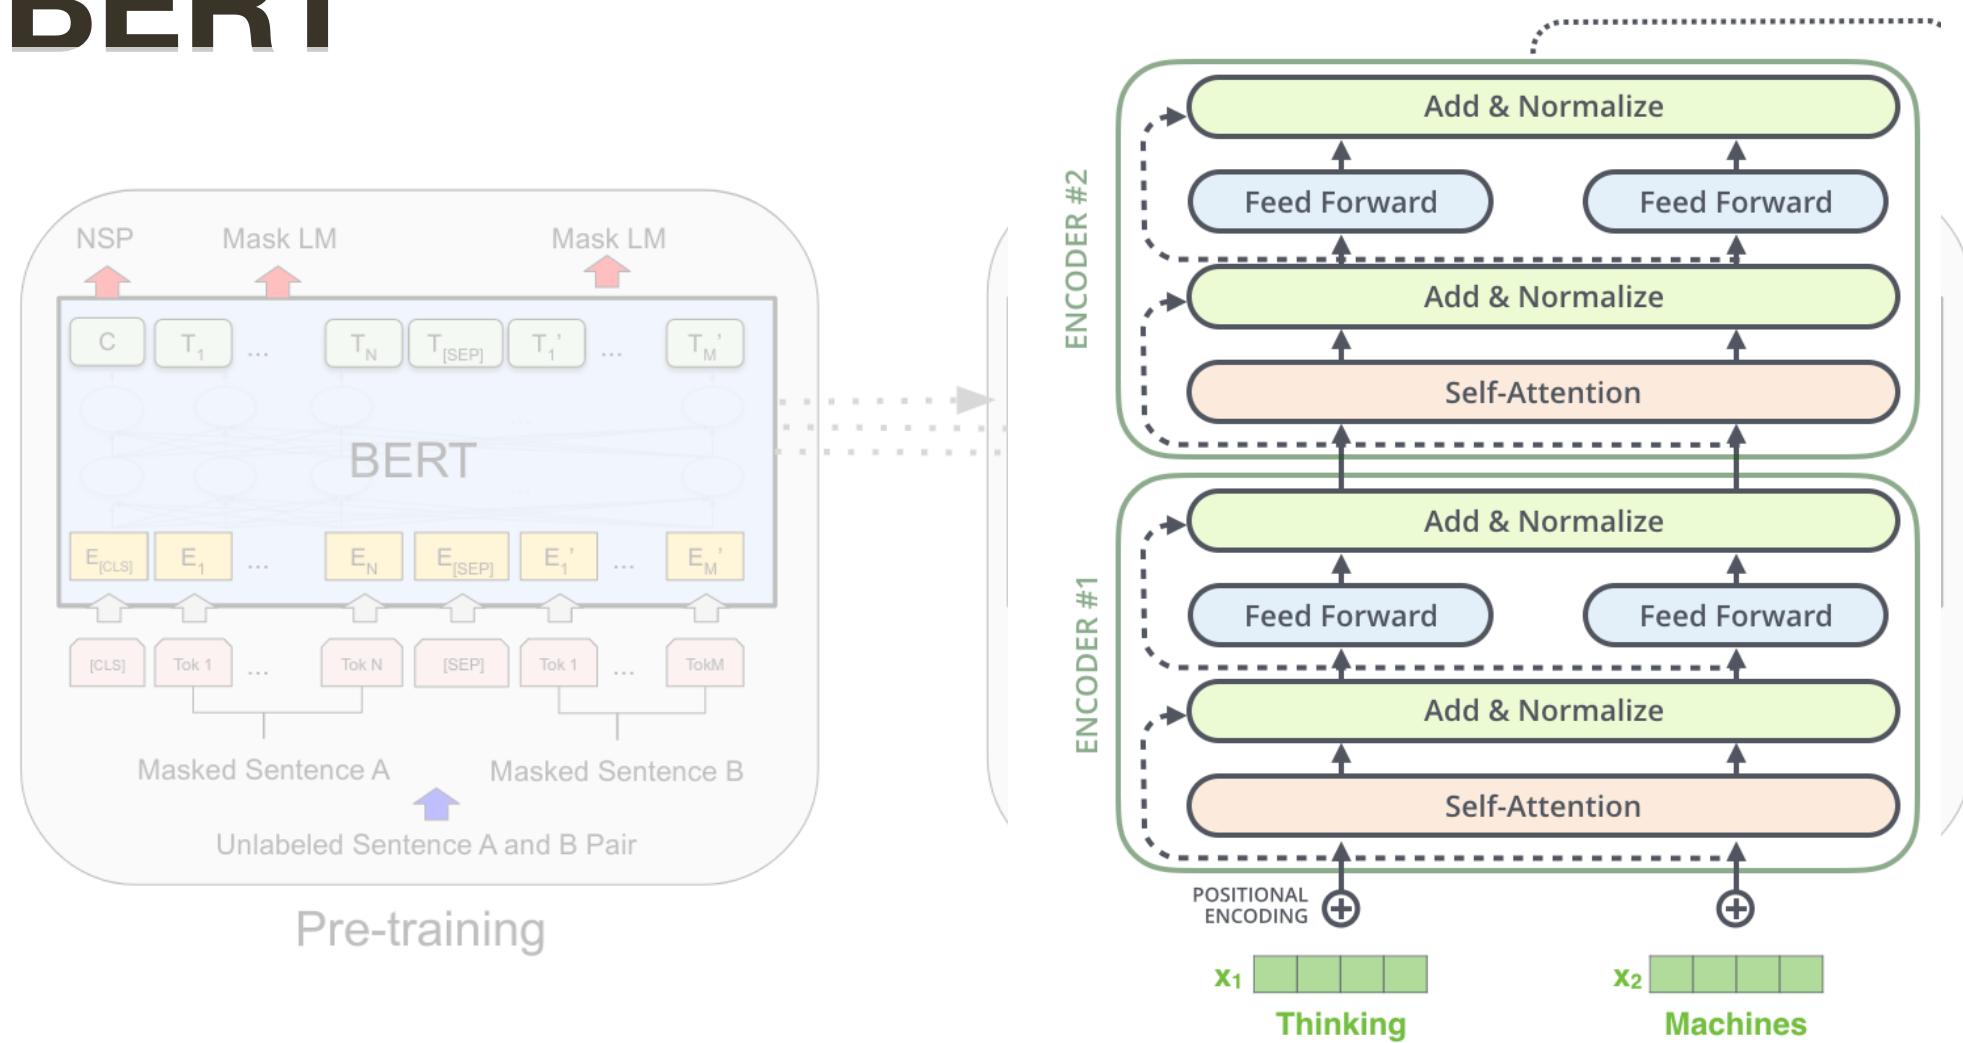 BERT
NSP
Mask LM
Mask LM
C
T1
...
TN
T[SEP]
T1'
...
TM'
BERT
E[CLS]
E1
...
EN
E[SEP]
E1'
...
EM'
[CLS]
Tok 1
...
Tok N
[SEP]
Tok 1
...
TokM
Masked Sentence A
Masked Sentence B
Unlabeled Sentence A and B Pair
Pre-training
ENCODER #2
Add & Normalize
Feed Forward
Feed Forward
Add & Normalize
Self-Attention
ENCODER #1
Add & Normalize
Feed Forward
Feed Forward
Add & Normalize
Self-Attention
POSITIONAL
ENCODING
x1
x2
Thinking
Machines